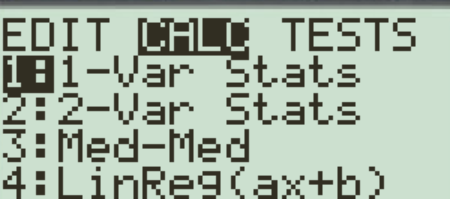 EDIT CALC TESTS
1:1-Var Stats
2:2-Var Stats
3:Med-Med
4:LinReg(ax+b)